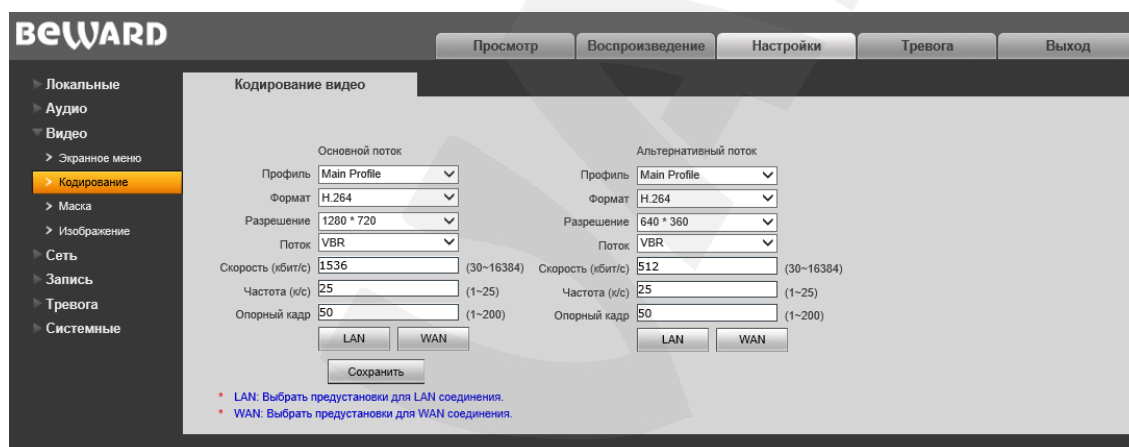 BEWARD
Просмотр Воспроизведение Настройки Тревога Выход
Локальные
Аудио
Видео
Экранное меню
Кодирование
Маска
Изображение
Сеть
Запись
Тревога
Системные
Кодирование видео
Основной поток Альтернативный поток
Профиль Main Profile Профиль Main Profile
Формат H.264 Формат H.264
Разрешение 1280 * 720 Разрешение 640 * 360
Поток VBR Поток VBR
Скорость (кбит/с) 1536 (30~16384) Скорость (кбит/с) 512 (30~16384)
Частота (к/с) 25 (1~25) Частота (к/с) 25 (1~25)
Опорный кадр 50 (1~200) Опорный кадр 50 (1~200)
LAN WAN LAN WAN
Сохранить
* LAN: Выбрать предустановки для LAN соединения.
* WAN: Выбрать предустановки для WAN соединения.